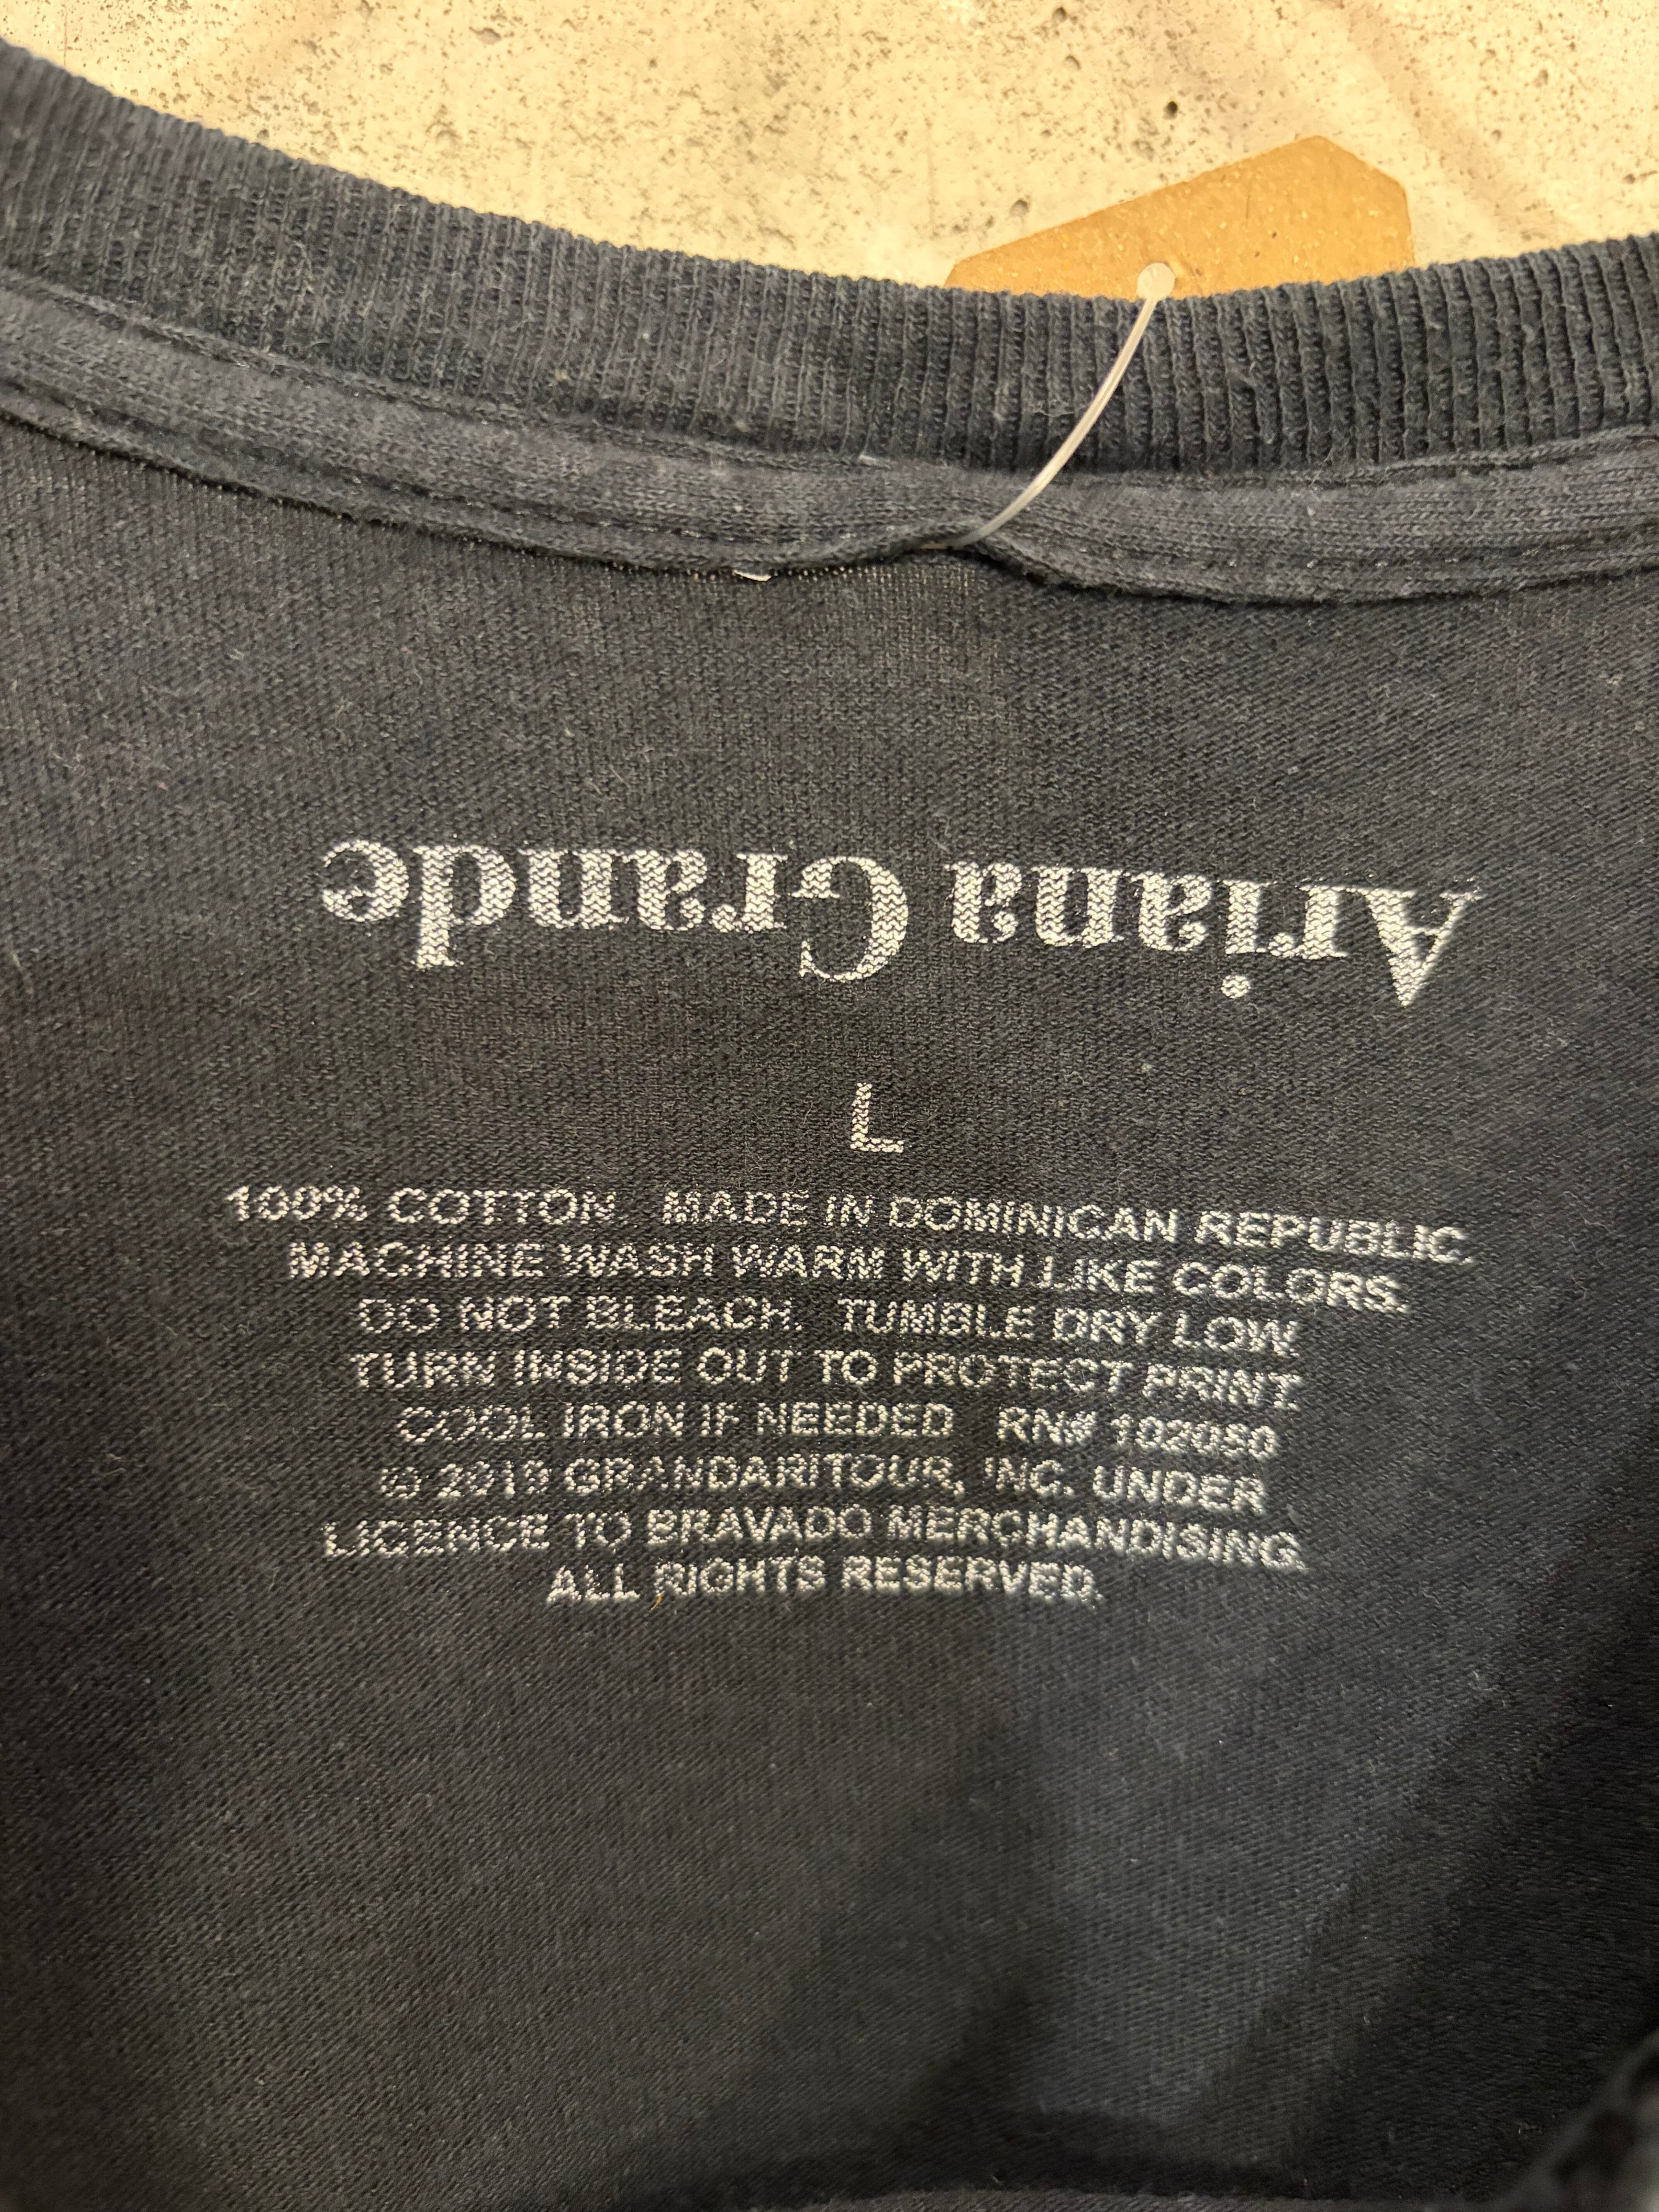 Ariana Grande
L
100% COTTON. MADE IN DOMINICAN REPUBLIC.
MACHINE WASH WARM WITH LIKE COLORS.
DO NOT BLEACH. TUMBLE DRY LOW.
TURN INSIDE OUT TO PROTECT PRINT.
COOL IRON IF NEEDED RN# 102050
© 2019 GRANDARITOUR, INC. UNDER
LICENCE TO BRAVADO MERCHANDISING.
ALL RIGHTS RESERVED.